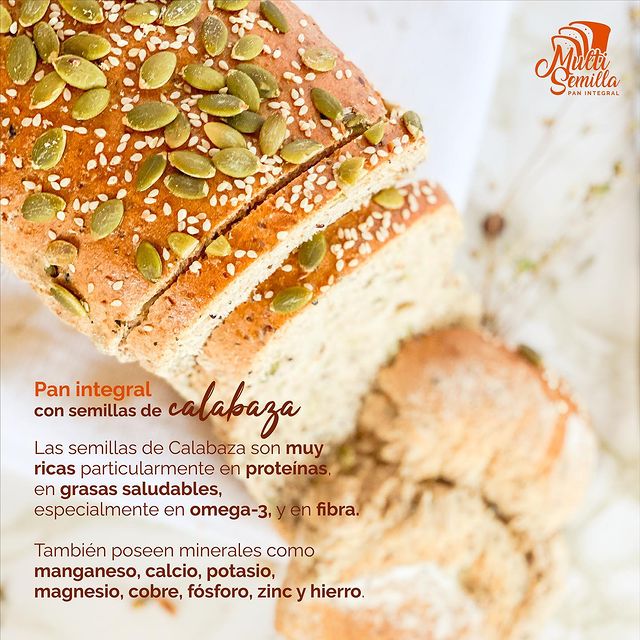 Multi
Semilla
PAN INTEGRAL
Pan integral
con semillas de calabaza
Las semillas de Calabaza son muy
ricas particularmente en proteínas,
en grasas saludables,
especialmente en omega-3, y en fibra.
También poseen minerales como
manganeso, calcio, potasio,
magnesio, cobre, fósforo, zinc y hierro.